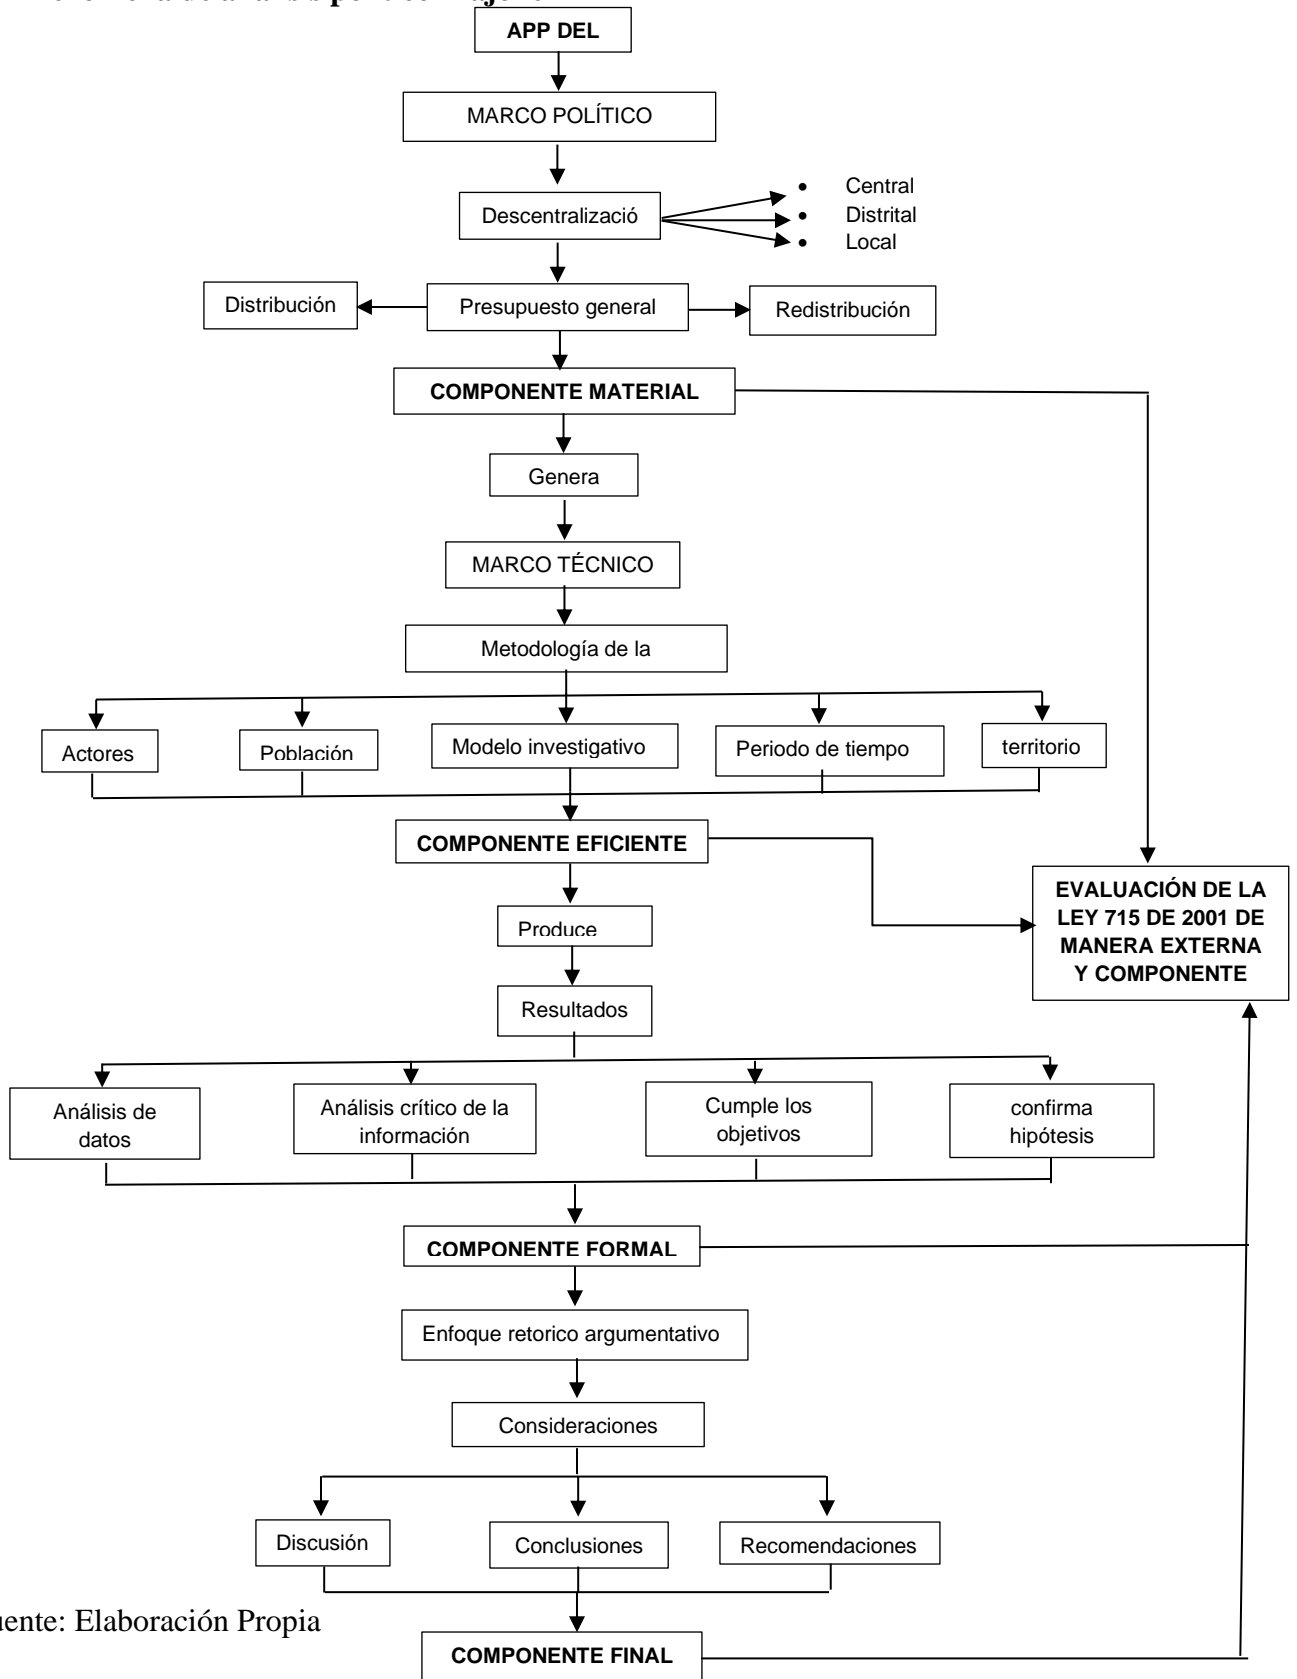 APP DEL
MARCO POLÍTICO
• Central
Descentralizació
• Distrital
• Local
Distribución
Presupuesto general
Redistribución
COMPONENTE MATERIAL
Genera
MARCO TÉCNICO
Metodología de la
Actores
Población
Modelo investigativo
Periodo de tiempo
territorio
COMPONENTE EFICIENTE
EVALUACIÓN DE LA
LEY 715 DE 2001 DE
MANERA EXTERNA
Y COMPONENTE
Produce
Resultados
Análisis de
datos
Análisis crítico de la
información
Cumple los
objetivos
confirma
hipótesis
COMPONENTE FORMAL
Enfoque retorico argumentativo
Consideraciones
Discusión
Conclusiones
Recomendaciones
uente: Elaboración Propia
COMPONENTE FINAL